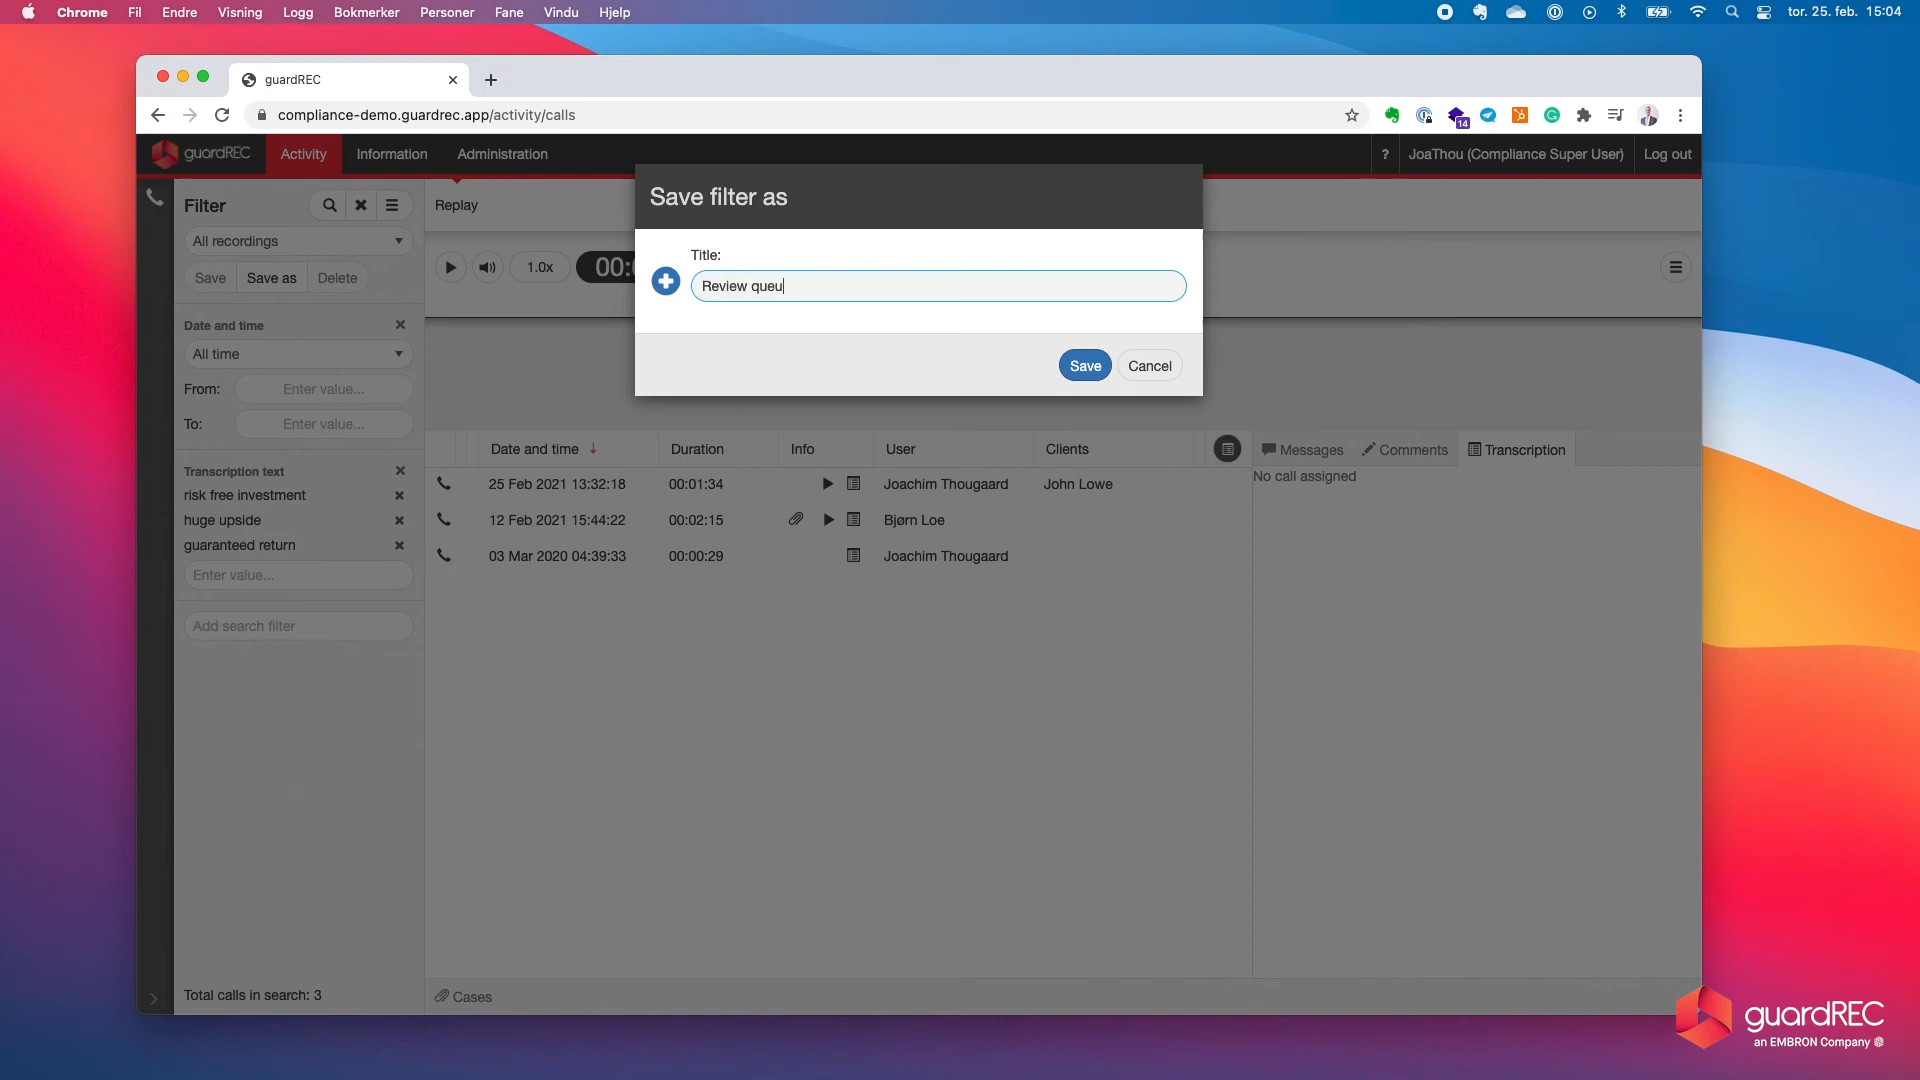 Chrome Fil Endre Visning Logg Bokmerker Personer Fane Vindu Hjelp tor. 25. feb. 15:04
guardREC
compliance-demo.guardrec.app/activity/calls
14
guardREC Activity Information Administration ? JoaThou (Compliance Super User) Log out
Filter
All recordings
Save Save as Delete
Date and time
All time
From: Enter value...
To: Enter value...
Transcription text
risk free investment
huge upside
guaranteed return
Enter value...
Add search filter
Total calls in search: 3
Replay
1.0x 00:
Save filter as
Title:
Review queu
Save Cancel
Date and time Duration Info User Clients
25 Feb 2021 13:32:18 00:01:34 Joachim Thougaard John Lowe
12 Feb 2021 15:44:22 00:02:15 Bjørn Loe
03 Mar 2020 04:39:33 00:00:29 Joachim Thougaard
Messages Comments Transcription
No call assigned
Cases
guardREC
an EMBRON Company